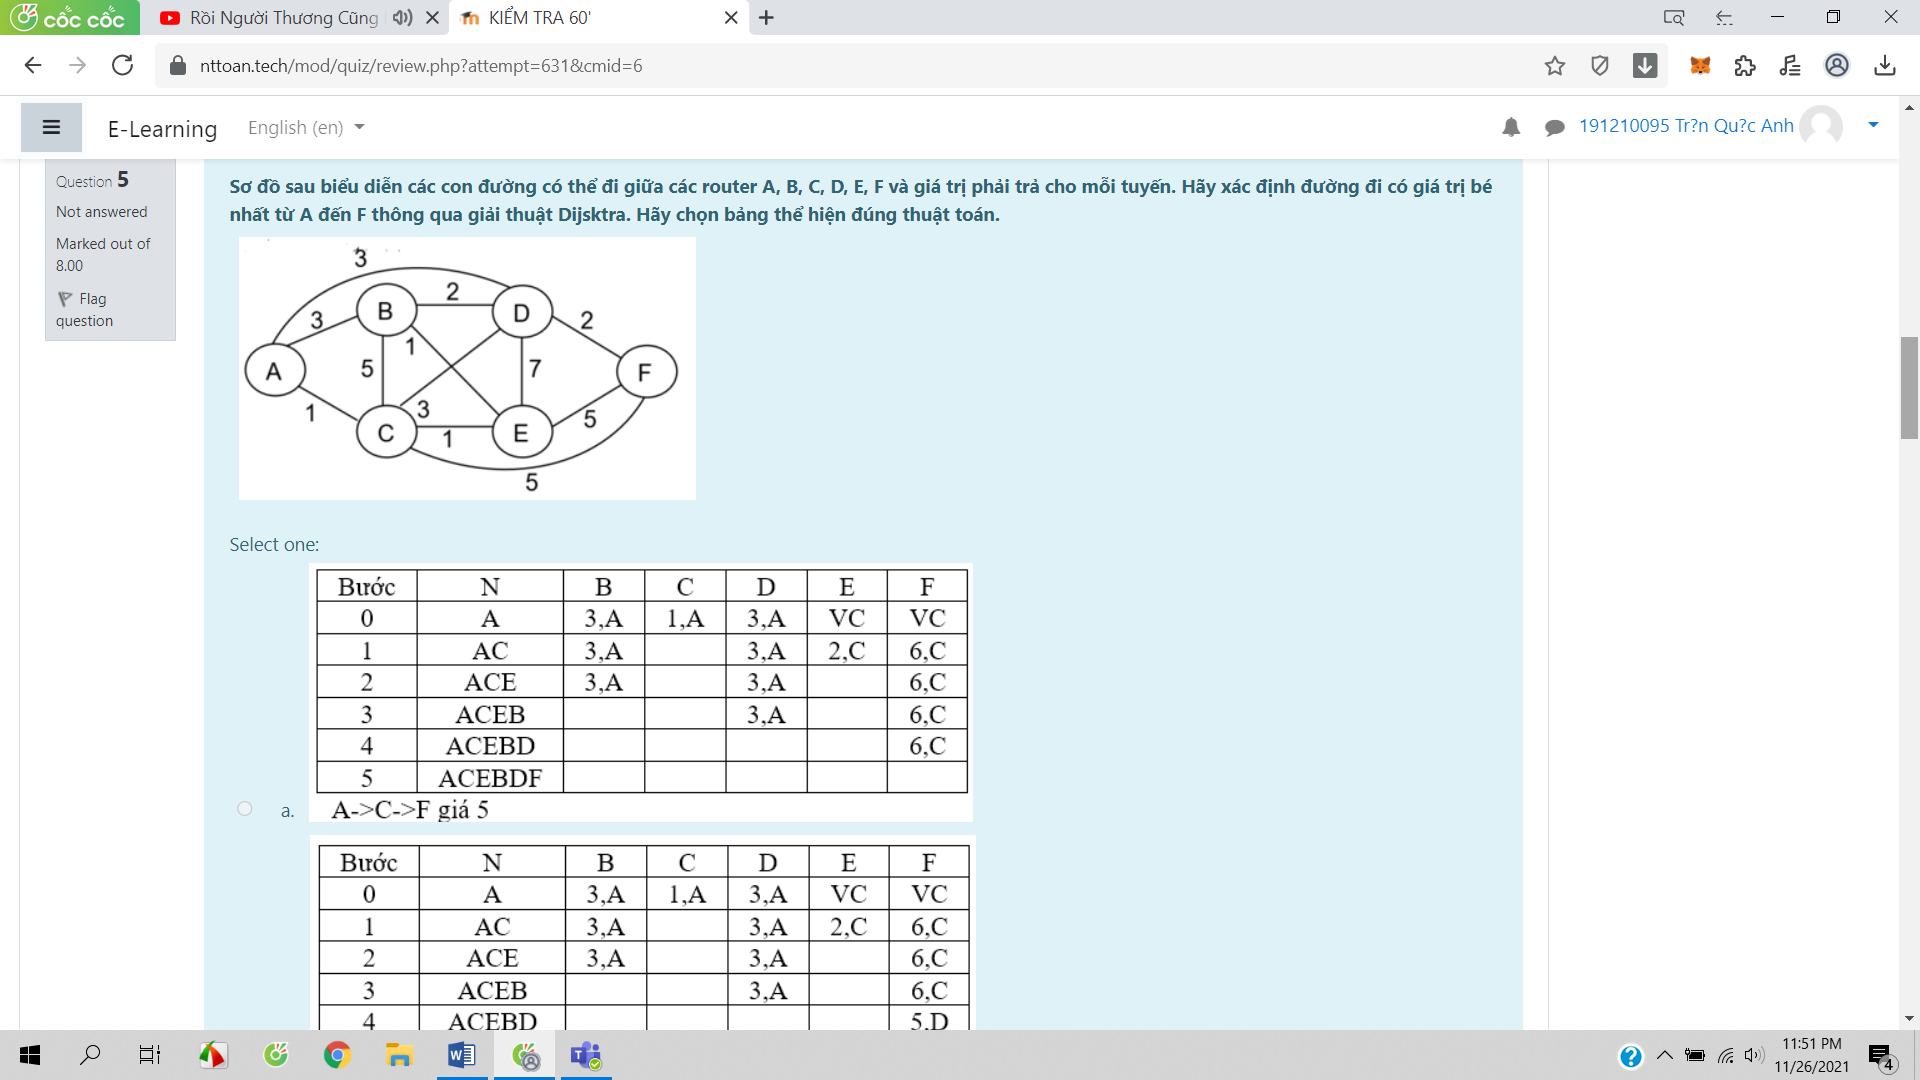 cốc cốc
Rồi Người Thương Cũng
KIỂM TRA 60'
nttoan.tech/mod/quiz/review.php?attempt=631&cmid=6
E-Learning
English (en)
191210095 Tr?n Qu?c Anh
Question 5
Not answered
Marked out of
8.00
Flag
question
Sơ đồ sau biểu diễn các con đường có thể đi giữa các router A, B, C, D, E, F và giá trị phải trả cho mỗi tuyến. Hãy xác định đường đi có giá trị bé
nhất từ A đến F thông qua giải thuật Dijsktra. Hãy chọn bảng thể hiện đúng thuật toán.
3
B 2 D
3 2
1
A 5 7 F
1 3 5
C 1 E
5
Select one:
Bước N B C D E F
0 A 3,A 1,A 3,A VC VC
1 AC 3,A 3,A 2,C 6,C
2 ACE 3,A 3,A 6,C
3 ACEB 3,A 6,C
4 ACEBD 6,C
5 ACEBDF
a. A->C->F giá 5
Bước N B C D E F
0 A 3,A 1,A 3,A VC VC
1 AC 3,A 3,A 2,C 6,C
2 ACE 3,A 3,A 6,C
3 ACEB 3,A 6,C
4 ACEBD 5,D
11:51 PM
11/26/2021
4